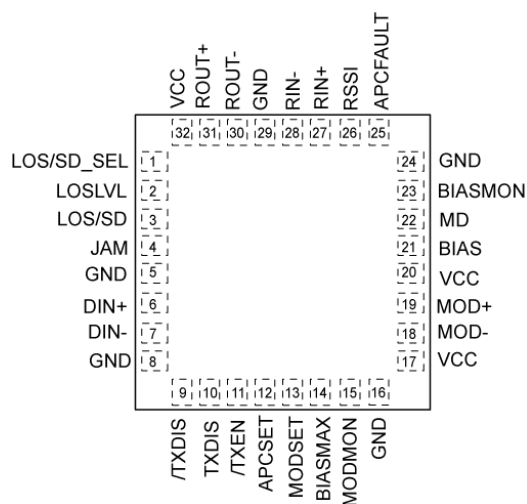 VCC
ROUT+
ROUT-
GND
RIN-
RIN+
RSSI
APCFAULT
32 31 30 29 28 27 26 25
LOS/SD_SEL 1 24 GND
LOSLVL 2 23 BIASMON
LOS/SD 3 22 MD
JAM 4 21 BIAS
GND 5 20 VCC
DIN+ 6 19 MOD+
DIN- 7 18 MOD-
GND 8 17 VCC
9 10 11 12 13 14 15 16
/TXDIS
TXDIS
/TXEN
APCSET
MODSET
BIASMAX
MODMON
GND